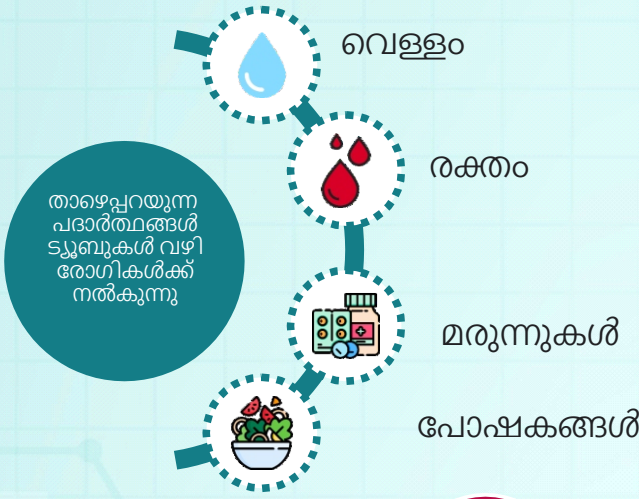 വെള്ളം
രക്തം
താഴെപ്പറയുന്ന
പദാർത്ഥങ്ങൾ
ട്യൂബുകൾ വഴി
രോഗികൾക്ക്
നൽകുന്നു
മരുന്നുകൾ
പോഷകങ്ങൾ